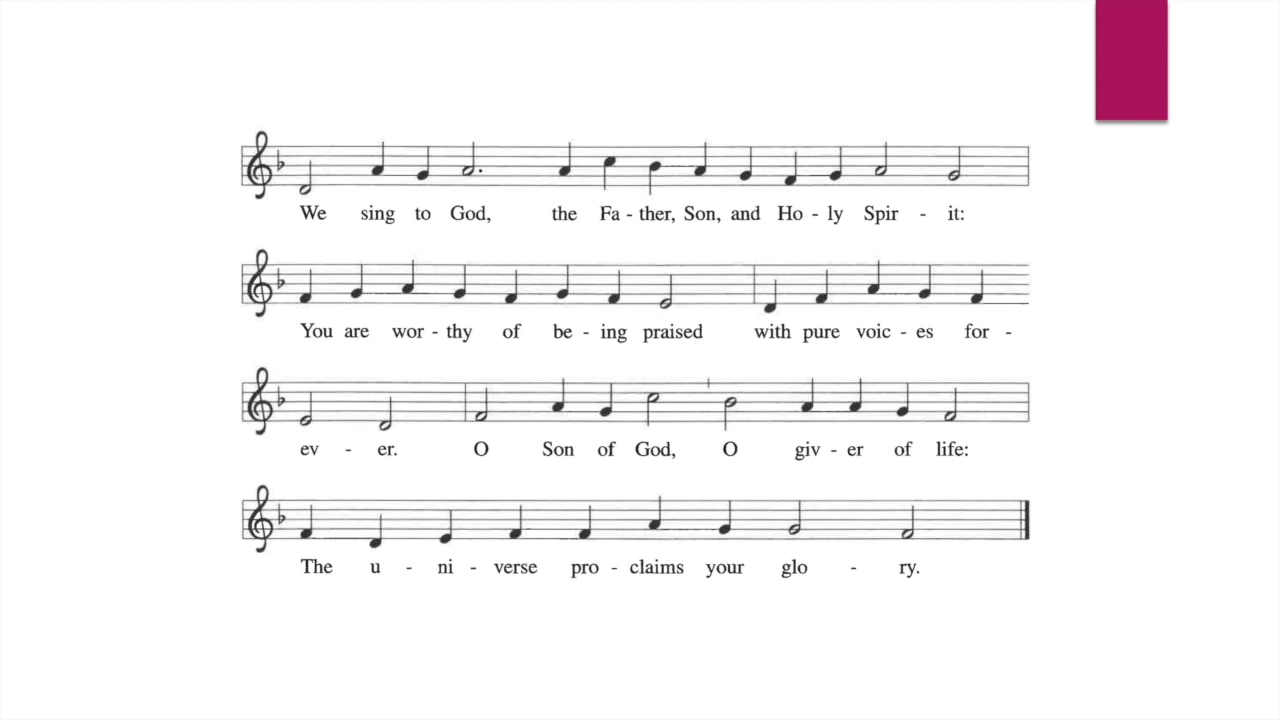 We sing to God, the Fa - ther, Son, and Ho - ly Spir - it:
You are wor - thy of be - ing praised with pure voic - es for -
ev - er. O Son of God, O giv - er of life:
The u - ni - verse pro - claims your glo - ry.